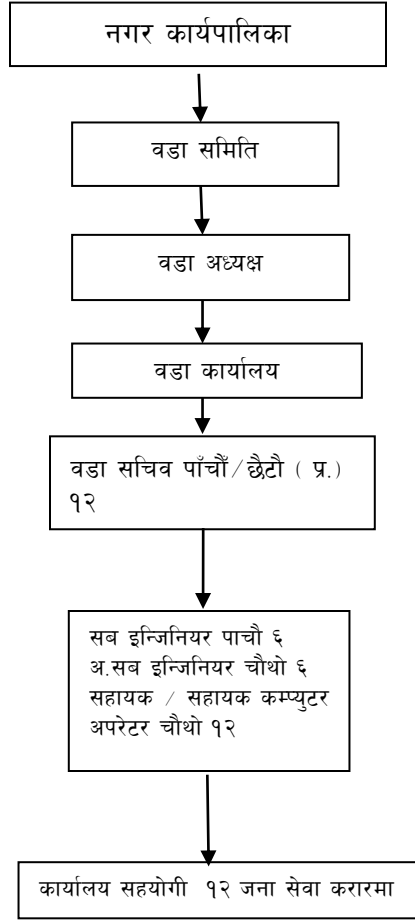 नगर कार्यपालिका
वडा समिति
वडा अध्यक्ष
वडा कार्यालय
वडा सचिव पाँचौँ/छैटौ ( प्र.)
१२
सब इन्जिनियर पाचौ ६
अ.सब इन्जिनियर चौथो ६
सहायक / सहायक कम्प्युटर
अपरेटर चौथो १२
कार्यालय सहयोगी १२ जना सेवा करारमा